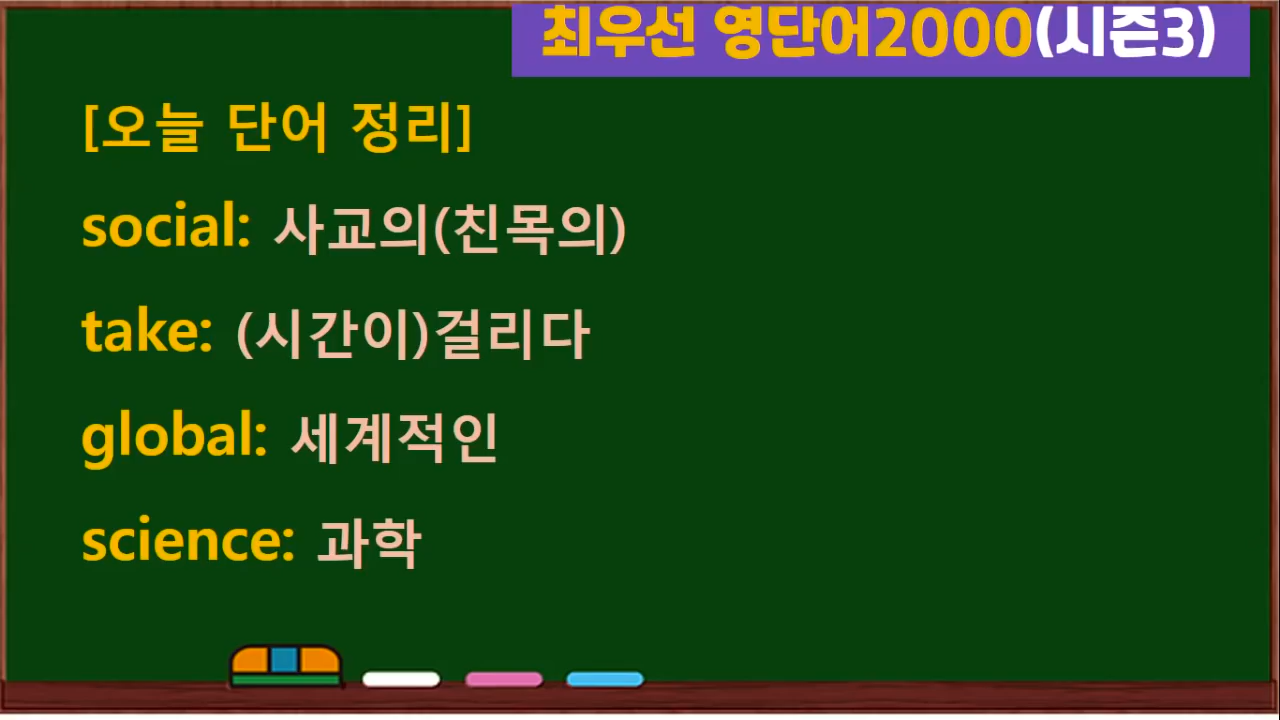 최우선 영단어2000(시즌3)
[오늘 단어 정리]
social: 사교의(친목의)
take: (시간이)걸리다
global: 세계적인
science: 과학